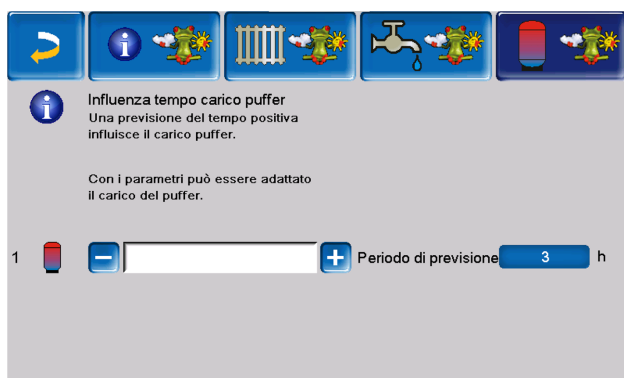 Influenza tempo carico puffer
Una previsione del tempo positiva
influisce il carico puffer.
Con i parametri può essere adattato
il carico del puffer.
1 Periodo di previsione 3 h